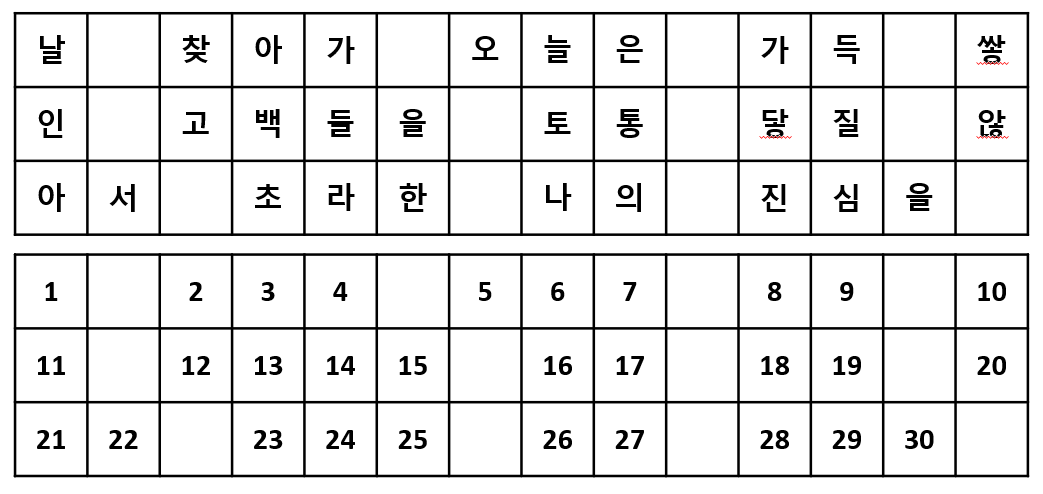 날 찾아가 오늘은 가득 쌓
인 고백들을 토통 닿질 않
아서 초라한 나의 진심을
1 2 3 4 5 6 7 8 9 10
11 12 13 14 15 16 17 18 19 20
21 22 23 24 25 26 27 28 29 30